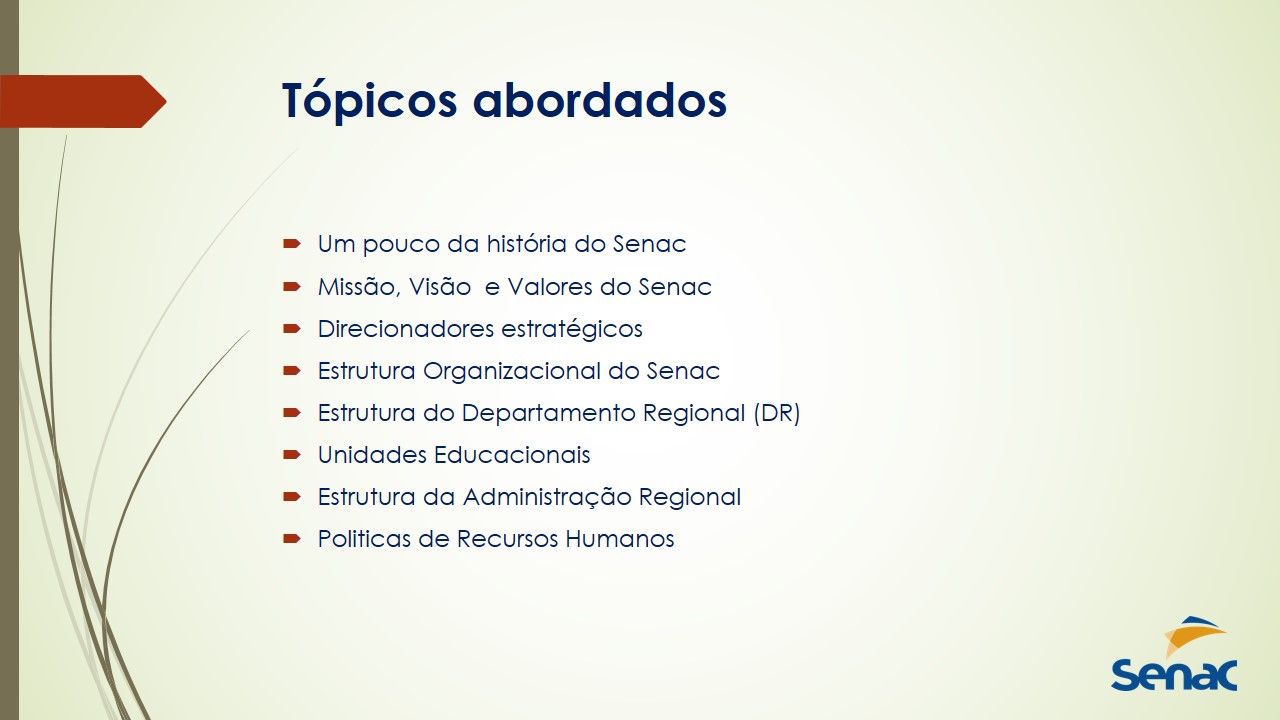 Tópicos abordados
Um pouco da história do Senac
Missão, Visão  e Valores do Senac
Direcionadores estratégicos
Estrutura Organizacional do Senac
Estrutura do Departamento Regional (DR)
Unidades Educacionais
Estrutura da Administração Regional
Politicas de Recursos Humanos
Senac